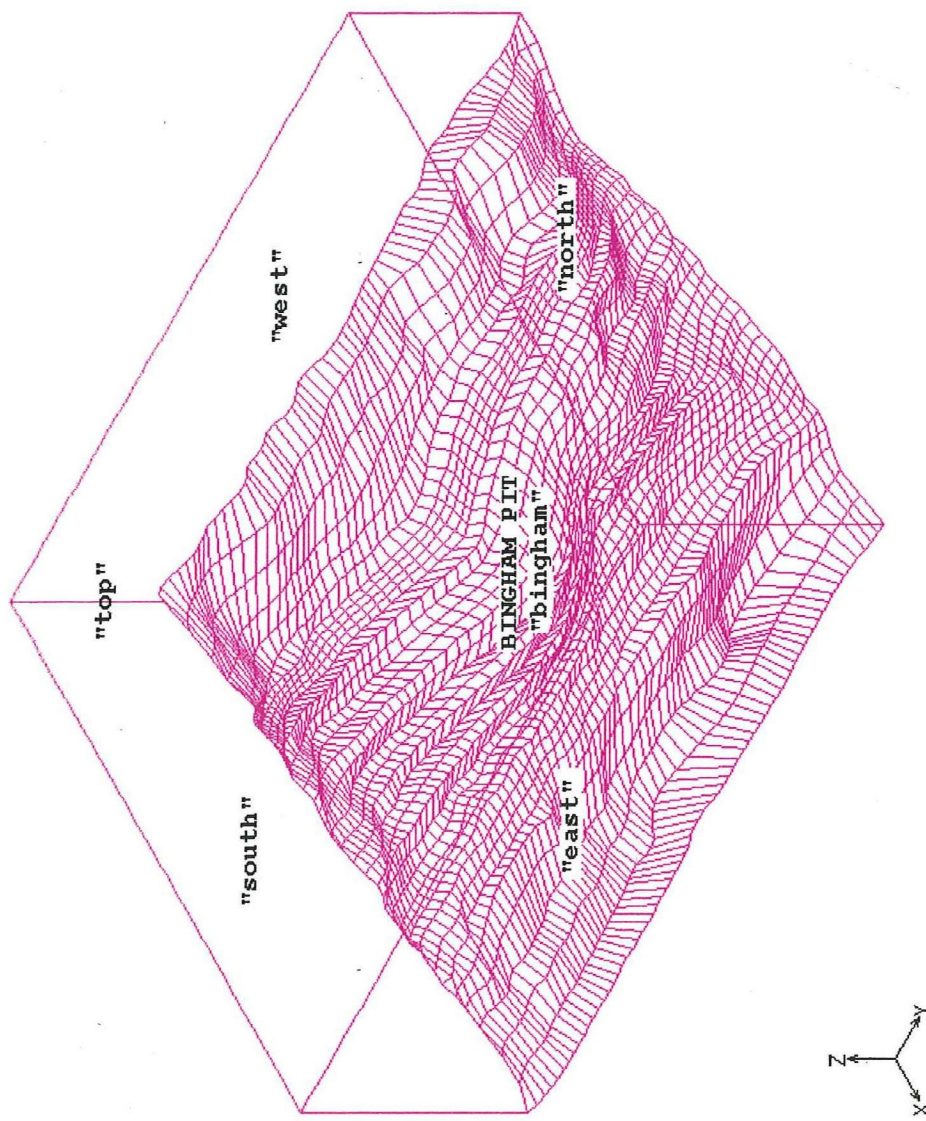 "top"
"west"
"south"
"north"
BINGHAM PIT
"bingham"
"east"
Z
X
Y